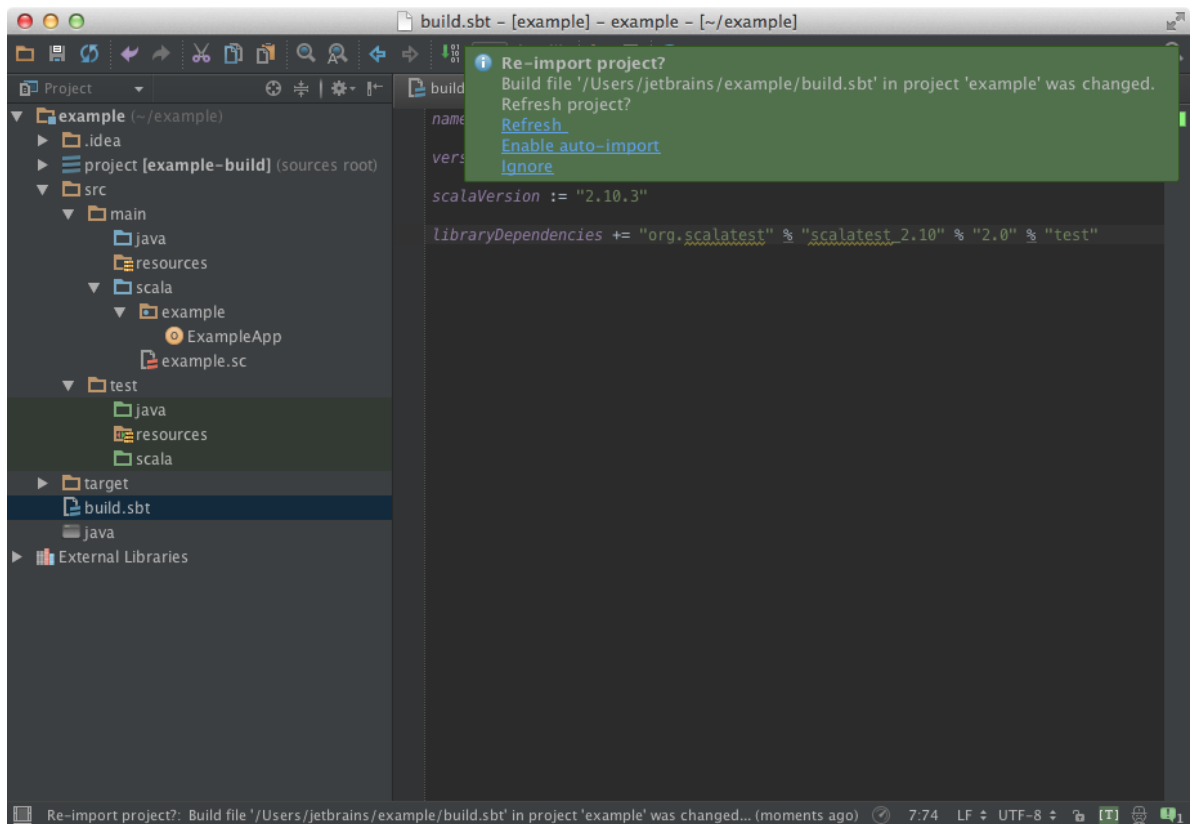 build.sbt – [example] – example – [~/example]
Re-import project?
Build file '/Users/jetbrains/example/build.sbt' in project 'example' was changed.
Refresh project?
Refresh
Enable auto-import
Ignore
Project
build
example (~/example)
.idea
project [example-build] (sources root)
src
main
java
resources
scala
example
ExampleApp
example.sc
test
java
resources
scala
target
build.sbt
java
External Libraries
name
vers
scalaVersion := "2.10.3"
libraryDependencies += "org.scalatest" % "scalatest_2.10" % "2.0" % "test"
Re-import project?: Build file '/Users/jetbrains/example/build.sbt' in project 'example' was changed... (moments ago) 7:74 LF UTF-8 [T] 1